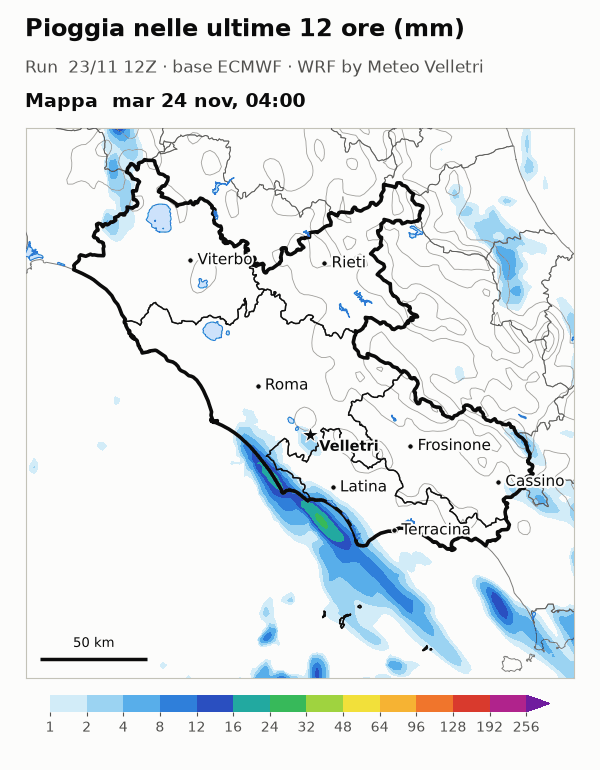 Pioggia nelle ultime 12 ore (mm)
Run  23/11 12Z · base ECMWF · WRF by Meteo Velletri
Mappa  mar 24 nov, 04:00
Viterbo
Rieti
Roma
Velletri
Frosinone
Cassino
Latina
Terracina
50 km
1 2 4 8 12 16 24 32 48 64 96 128 192 256